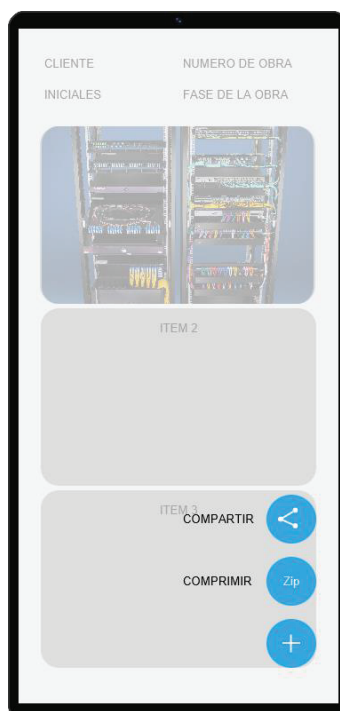 CLIENTE NUMERO DE OBRA
INICIALES FASE DE LA OBRA
ITEM 2
ITEM 3
COMPARTIR
COMPRIMIR Zip